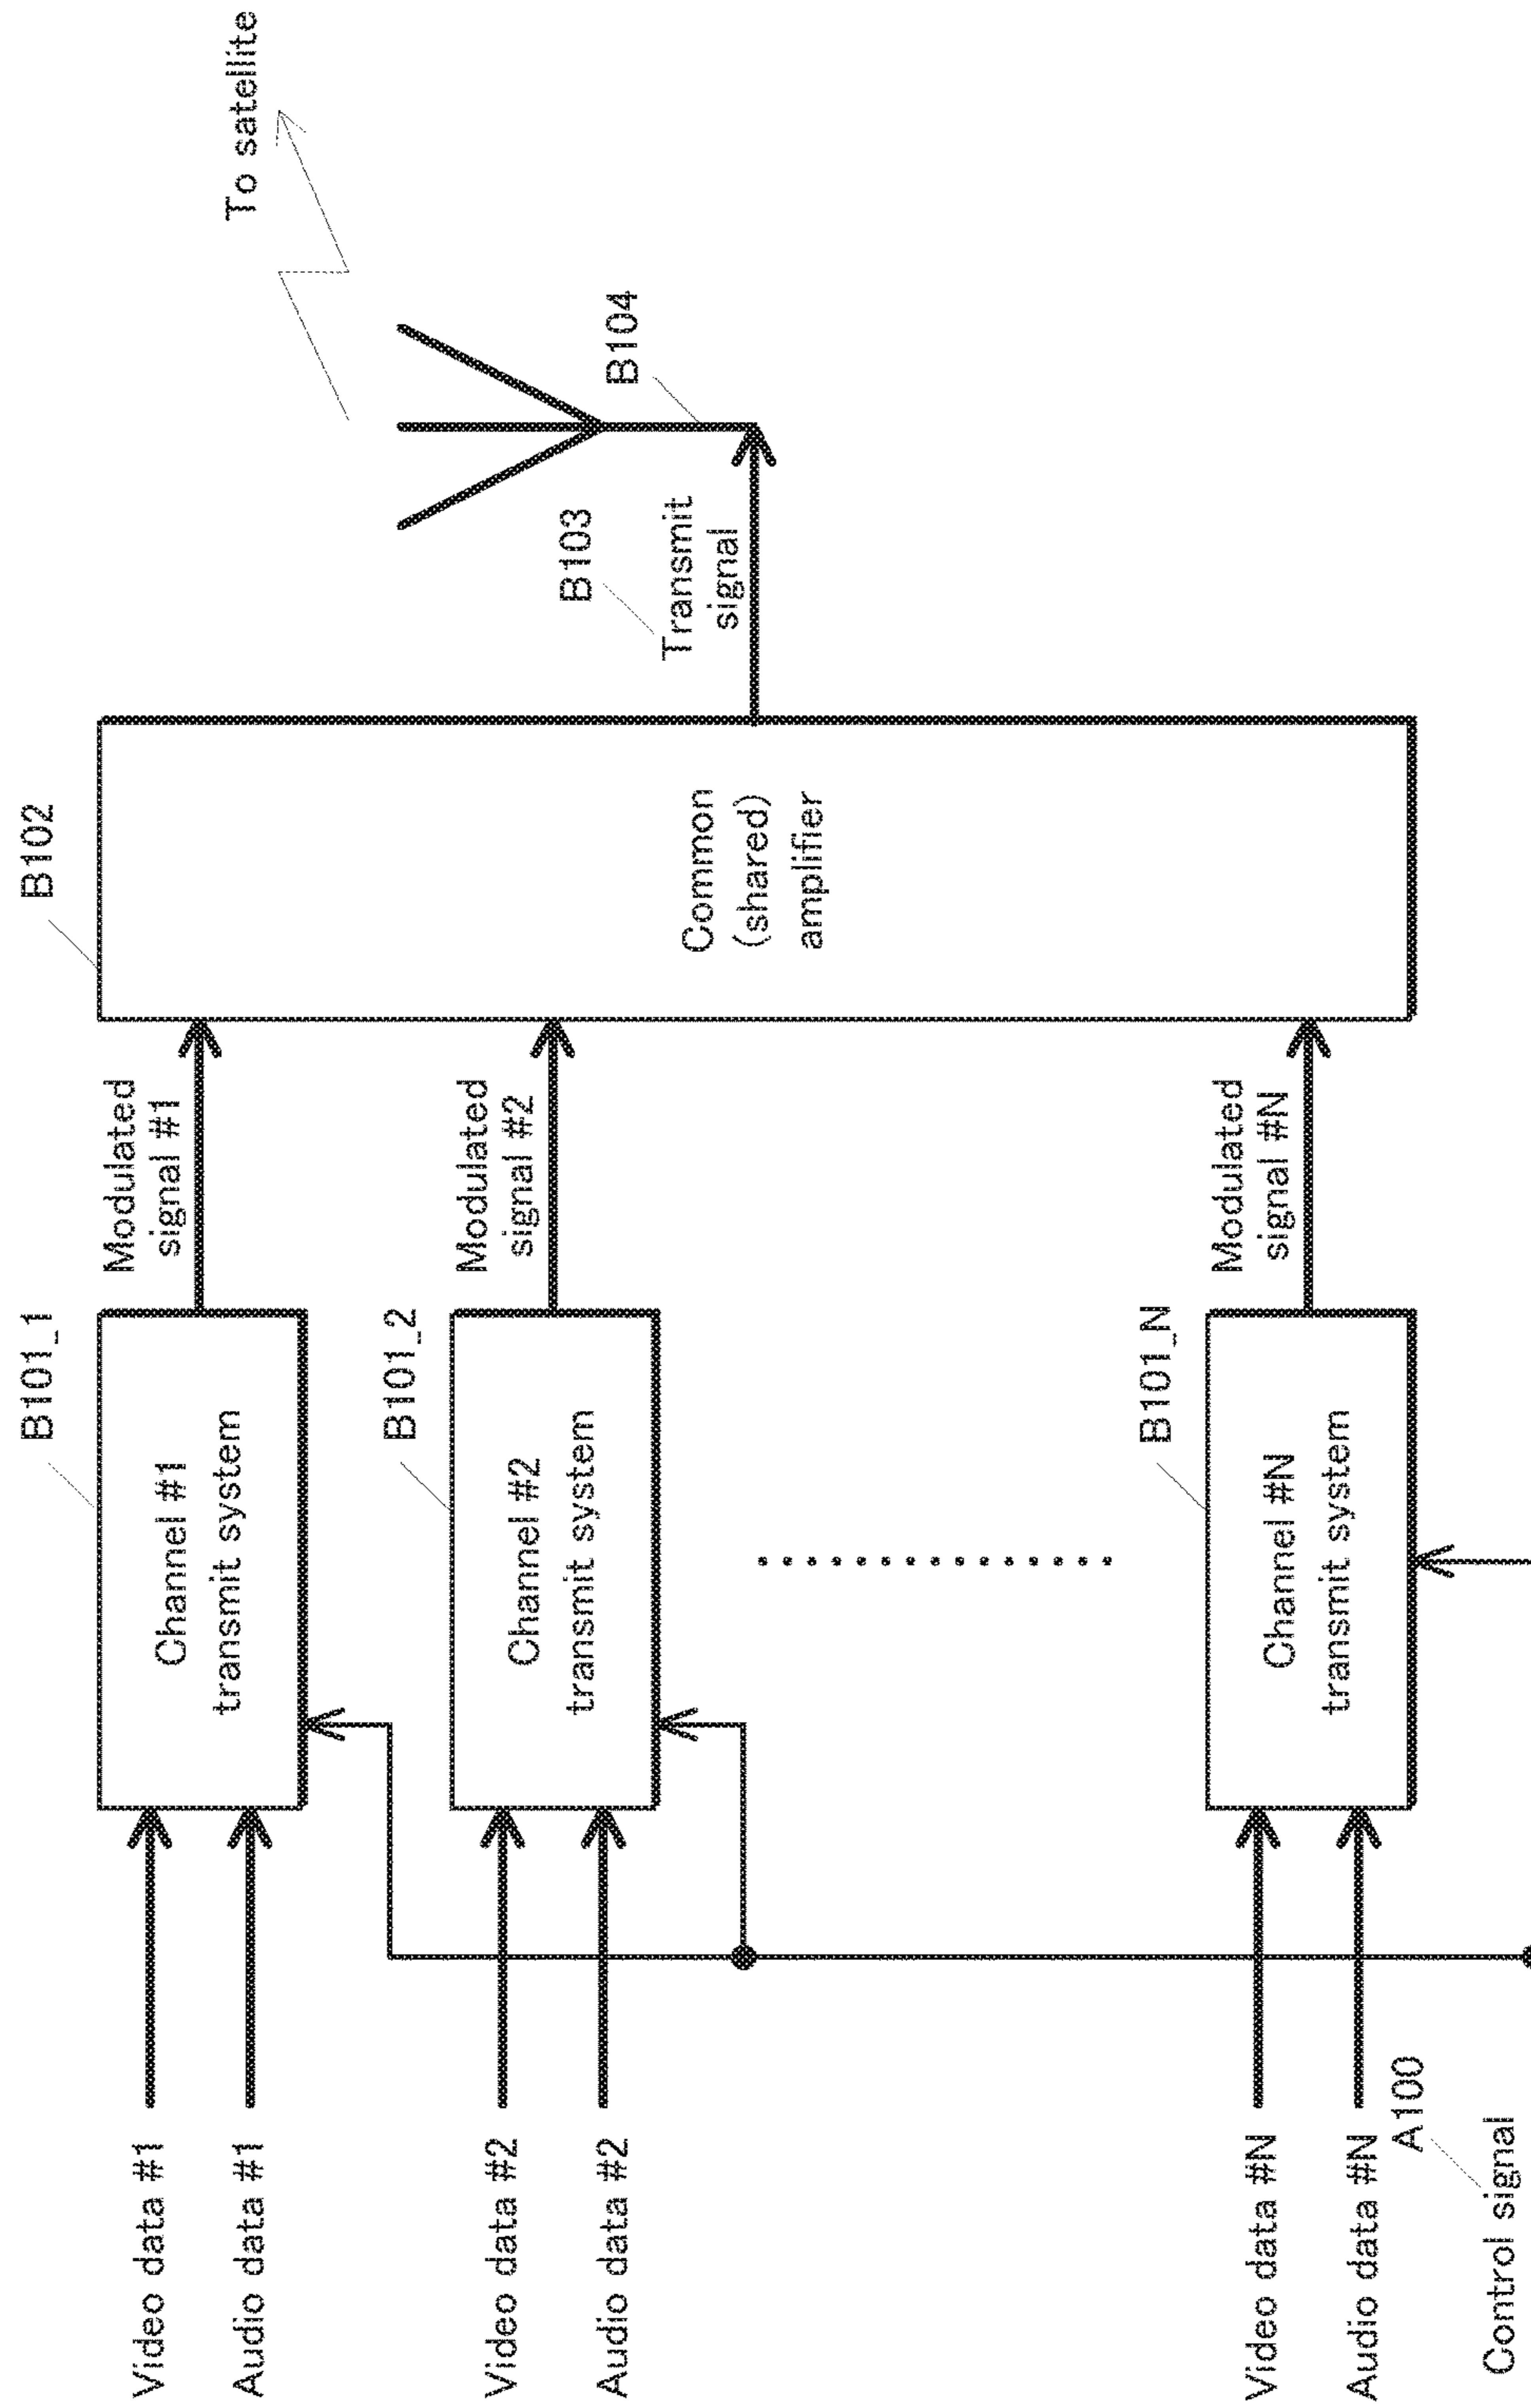 B101_1
Video data #1
Audio data #1
Channel #1
transmit system
Modulated
signal #1
B102
Common
(shared)
amplifier
B103
Transmit
signal
B104
To satellite
B101_2
Video data #2
Audio data #2
Channel #2
transmit system
Modulated
signal #2
B101_N
Video data #N
Audio data #N
Channel #N
transmit system
Modulated
signal #N
A100
Control signal